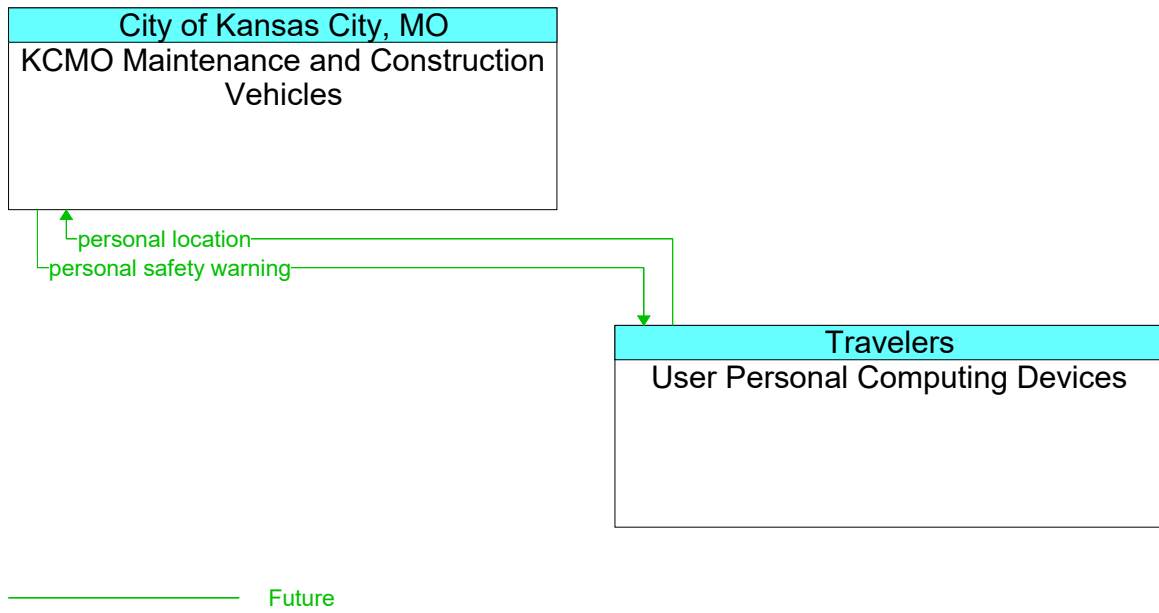 City of Kansas City, MO
KCMO Maintenance and Construction
Vehicles
personal location
personal safety warning
Travelers
User Personal Computing Devices
Future